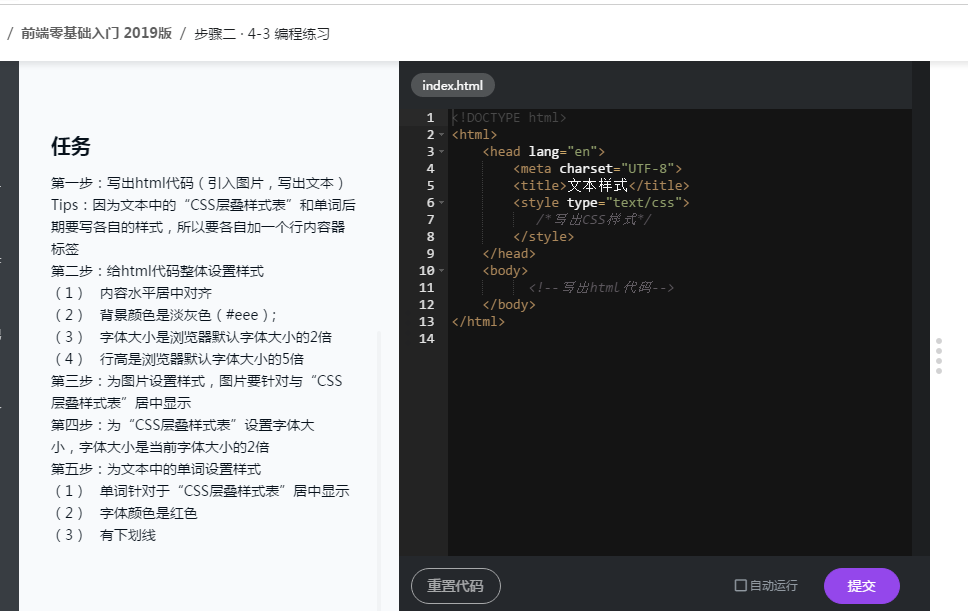 / 前端零基础入门 2019版 / 步骤二 · 4-3 编程练习
任务
第一步：写出html代码（引入图片，写出文本）
Tips：因为文本中的“CSS层叠样式表”和单词后
期要写各自的样式，所以要各自加一个行内容器
标签
第二步：给html代码整体设置样式
（1） 内容水平居中对齐
（2） 背景颜色是淡灰色（#eee）;
（3） 字体大小是浏览器默认字体大小的2倍
（4） 行高是浏览器默认字体大小的5倍
第三步：为图片设置样式，图片要针对与“CSS
层叠样式表”居中显示
第四步：为“CSS层叠样式表”设置字体大
小，字体大小是当前字体大小的2倍
第五步：为文本中的单词设置样式
（1） 单词针对于“CSS层叠样式表”居中显示
（2） 字体颜色是红色
（3） 有下划线
index.html
1 <!DOCTYPE html>
2 <html>
3 <head lang="en">
4 <meta charset="UTF-8">
5 <title>文本样式</title>
6 <style type="text/css">
7 /*写出CSS样式*/
8 </style>
9 </head>
10 <body>
11 <!--写出html代码-->
12 </body>
13 </html>
14
重置代码
自动运行
提交